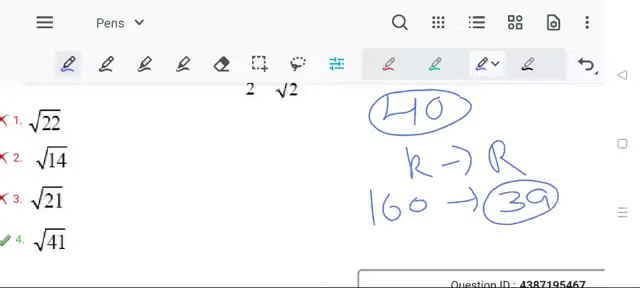 Pens
2 √2
1. √22
2. √14
3. √21
4. √41
40
k → R
160 → 39
Question ID : 4387195467